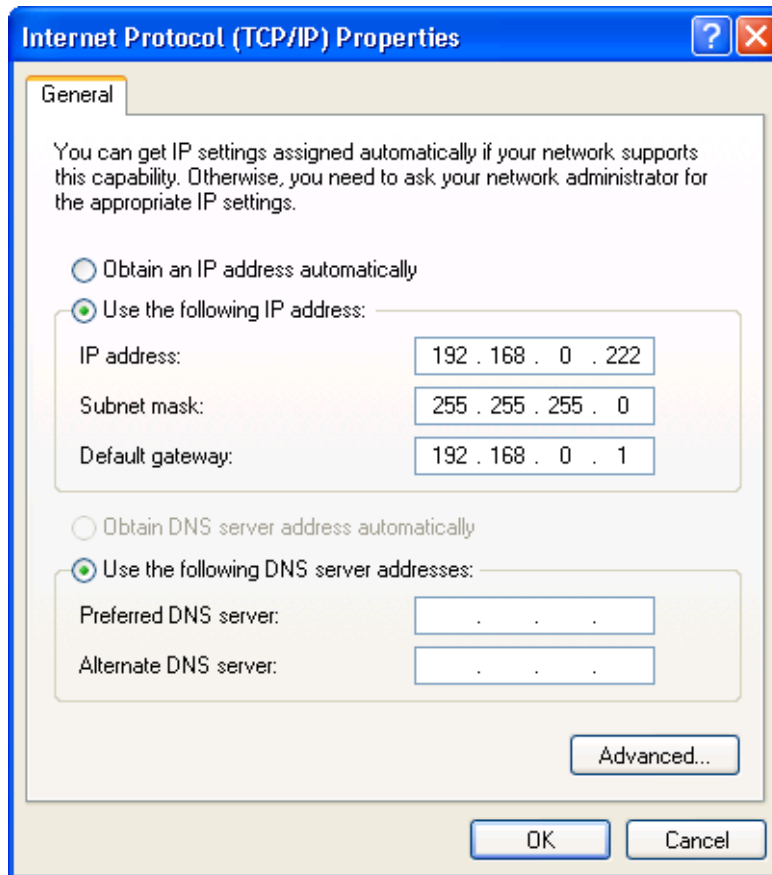 Internet Protocol (TCP/IP) Properties
General
You can get IP settings assigned automatically if your network supports
this capability. Otherwise, you need to ask your network administrator for
the appropriate IP settings.
Obtain an IP address automatically
Use the following IP address:
IP address: 192 . 168 . 0 . 222
Subnet mask: 255 . 255 . 255 . 0
Default gateway: 192 . 168 . 0 . 1
Obtain DNS server address automatically
Use the following DNS server addresses:
Preferred DNS server: . . .
Alternate DNS server: . . .
Advanced...
OK Cancel